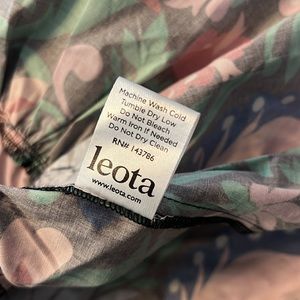 Machine Wash Cold
Tumble Dry Low
Do Not Bleach
Warm Iron If Needed
Do Not Dry Clean
RN# 143786
leota
www.leota.com